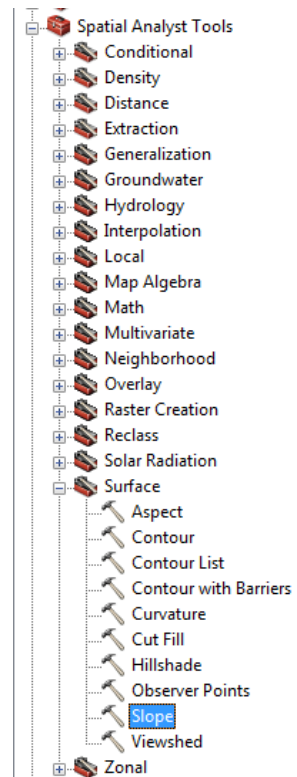 Spatial Analyst Tools
Conditional
Density
Distance
Extraction
Generalization
Groundwater
Hydrology
Interpolation
Local
Map Algebra
Math
Multivariate
Neighborhood
Overlay
Raster Creation
Reclass
Solar Radiation
Surface
Aspect
Contour
Contour List
Contour with Barriers
Curvature
Cut Fill
Hillshade
Observer Points
Slope
Viewshed
Zonal